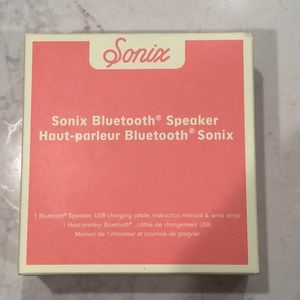 Sonix
Sonix Bluetooth® Speaker
Haut-parleur Bluetooth® Sonix
1 Bluetooth® Speaker, USB charging cable, instruction manual & wrist strap
1 Haut-parleur Bluetooth®, câble de chargement USB,
Manuel de l'utilisateur et courroie de poignet